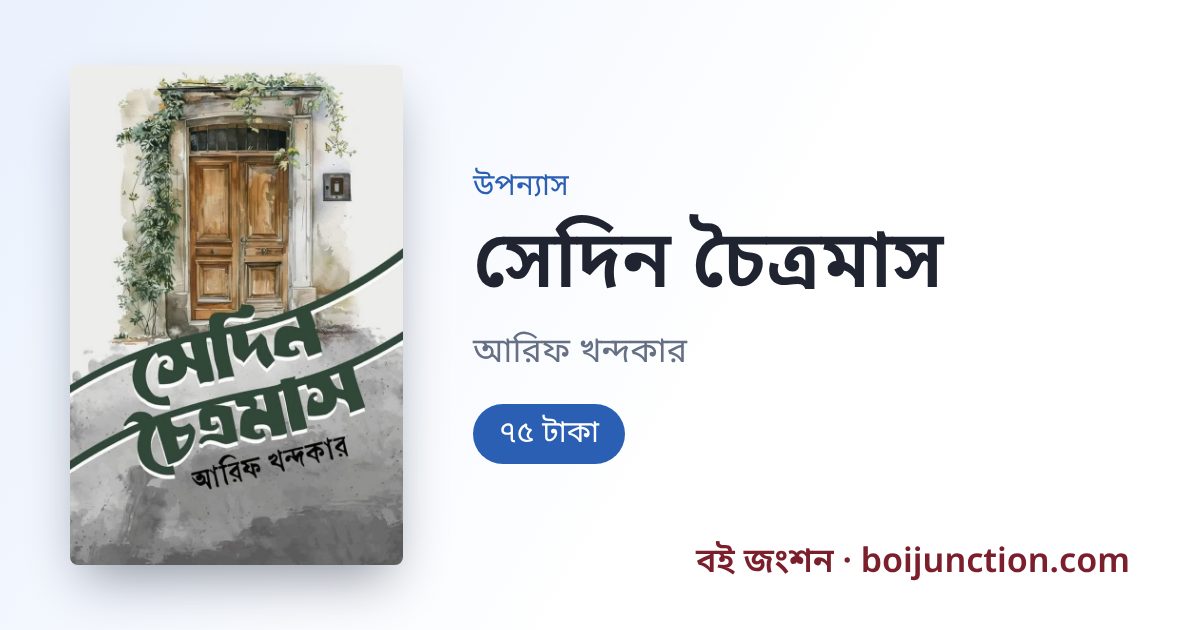 সেদিন
চৈত্রমাস
আরিফ খন্দকার
উপন্যাস
সেদিন চৈত্রমাস
আরিফ খন্দকার
৭৫ টাকা
বই জংশন · boijunction.com